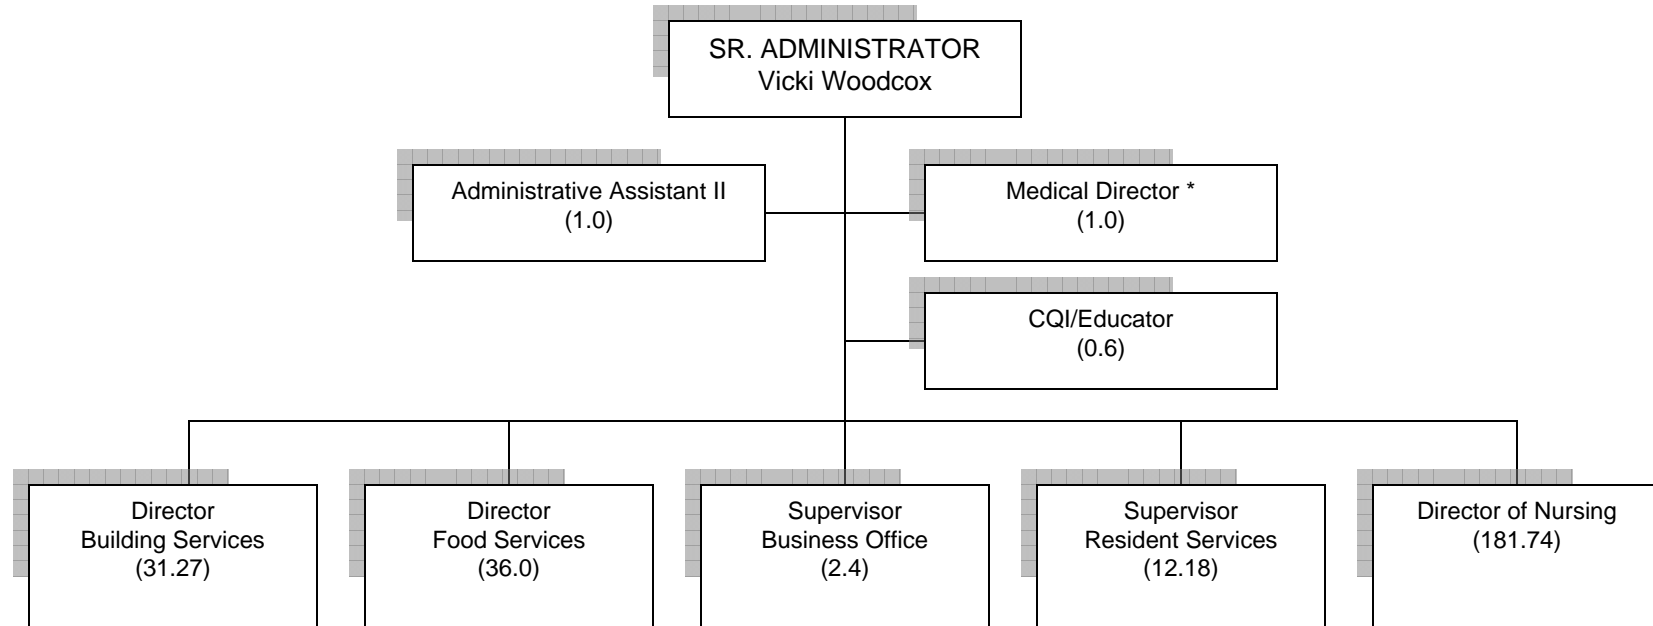 SR. ADMINISTRATOR
Vicki Woodcox
Administrative Assistant II
(1.0)
Medical Director *
(1.0)
CQI/Educator
(0.6)
Director
Building Services
(31.27)
Director
Food Services
(36.0)
Supervisor
Business Office
(2.4)
Supervisor
Resident Services
(12.18)
Director of Nursing
(181.74)